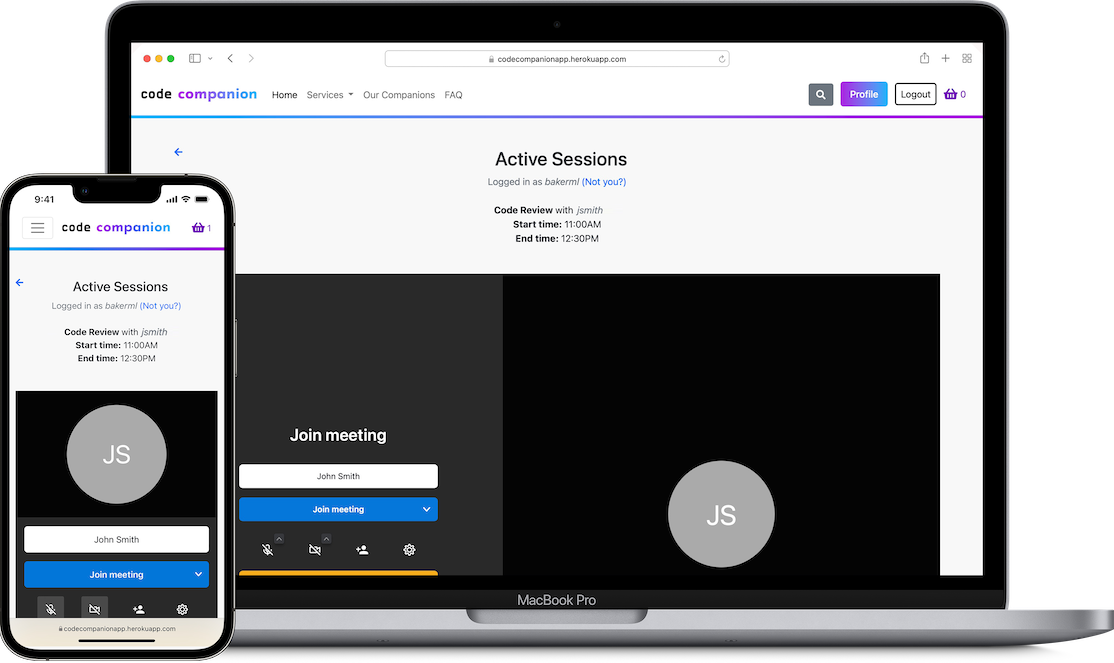 codecompanionapp.herokuapp.com
code companion Home Services Our Companions FAQ Profile Logout 0
Active Sessions
Logged in as bakerml (Not you?)
Code Review with jsmith
Start time: 11:00AM
End time: 12:30PM
Join meeting
John Smith
Join meeting
JS
MacBook Pro
9:41
code companion 1
Active Sessions
Logged in as bakerml (Not you?)
Code Review with jsmith
Start time: 11:00AM
End time: 12:30PM
JS
John Smith
Join meeting
codecompanionapp.herokuapp.com